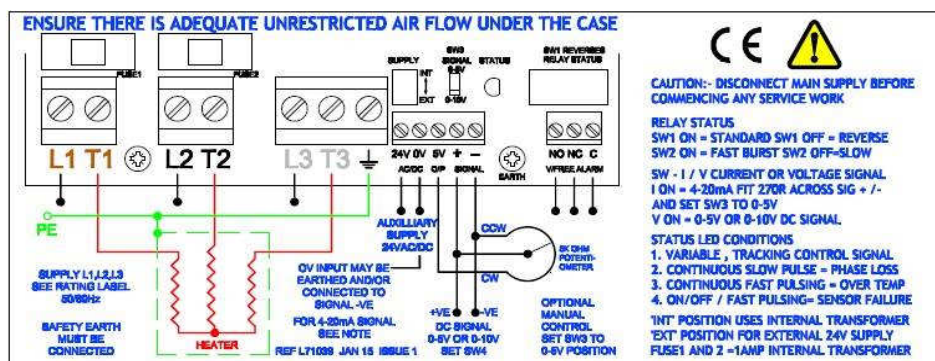 ENSURE THERE IS ADEQUATE UNRESTRICTED AIR FLOW UNDER THE CASE
FUSE1
FUSE2
SUPPLY
INT
EXT
SW3
SIGNAL
0-5V
0-10V
STATUS
SW1 REVERSES
RELAY STATUS
L1 T1
L2 T2
L3 T3
24V 0V 5V + -
AC/DC O/P SIGNAL
EARTH
NO NC C
V/FREE ALARM
PE
SUPPLY L1,L2,L3
SEE RATING LABEL
50/60Hz
SAFETY EARTH
MUST BE
CONNECTED
HEATER
AUXILLIARY
SUPPLY
24VAC/DC
OV INPUT MAY BE
EARTHED AND/OR
CONNECTED TO
SIGNAL -VE
FOR 4-20mA SIGNAL
SEE NOTE
REF L71039 JAN 15 ISSUE 1
CCW
CW
5K OHM
POTENTI-
OMETER
+VE -VE
DC SIGNAL
0-5V OR 0-10V
SET SW4
OPTIONAL
MANUAL
CONTROL
SET SW3 TO
0-5V POSITION
CE
CAUTION:- DISCONNECT MAIN SUPPLY BEFORE
COMMENCING ANY SERVICE WORK
RELAY STATUS
SW1 ON = STANDARD SW1 OFF = REVERSE
SW2 ON = FAST BURST SW2 OFF=SLOW
SW - I / V CURRENT OR VOLTAGE SIGNAL
I ON = 4-20mA FIT 270R ACROSS SIG + /-
AND SET SW3 TO 0-5V
V ON = 0-5V OR 0-10V DC SIGNAL
STATUS LED CONDITIONS
1. VARIABLE , TRACKING CONTROL SIGNAL
2. CONTINUOUS SLOW PULSE = PHASE LOSS
3. CONTINUOUS FAST PULSING = OVER TEMP
4. ON/OFF / FAST PULSING= SENSOR FAILURE
'INT' POSITION USES INTERNAL TRANSFORMER
'EXT' POSITION FOR EXTERNAL 24V SUPPLY
FUSE1 AND 2 =1AMP INTERNAL TRANSFORMER